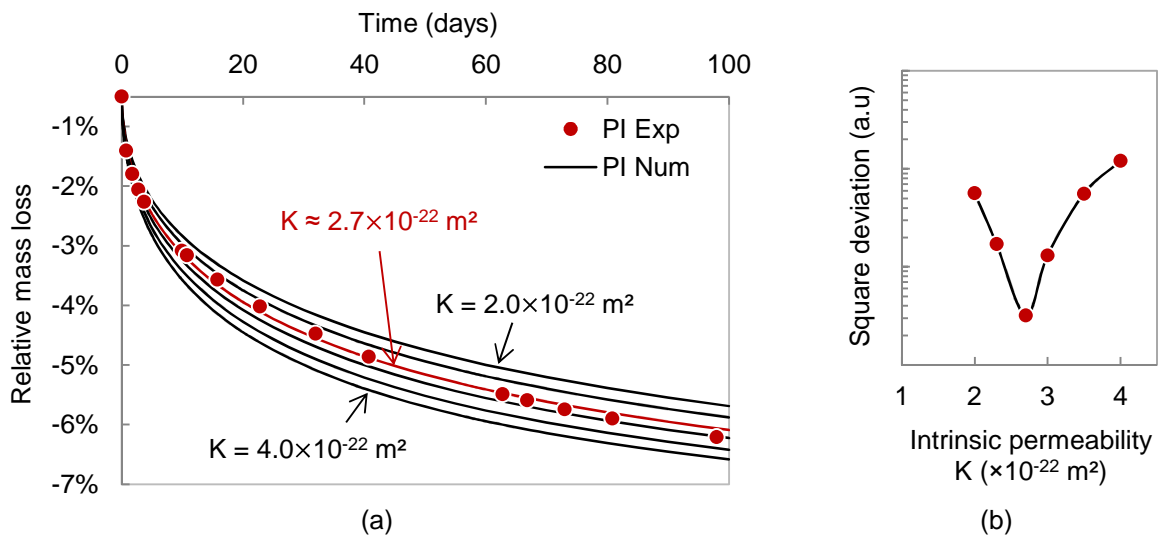 Time (days)
0 20 40 60 80 100
Relative mass loss
-1%
-2%
-3%
-4%
-5%
-6%
-7%
PI Exp
PI Num
K ≈ 2.7×10⁻²² m²
K = 2.0×10⁻²² m²
K = 4.0×10⁻²² m²
(a)
Square deviation (a.u)
1 2 3 4
Intrinsic permeability
K (×10⁻²² m²)
(b)